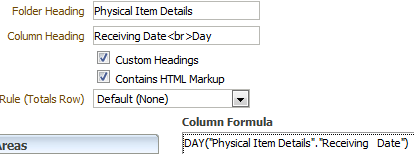 Folder Heading Physical Item Details
Column Heading Receiving Date<br>Day
Custom Headings
Contains HTML Markup
Rule (Totals Row) Default (None)
Column Formula
Areas
DAY("Physical Item Details"."Receiving   Date")